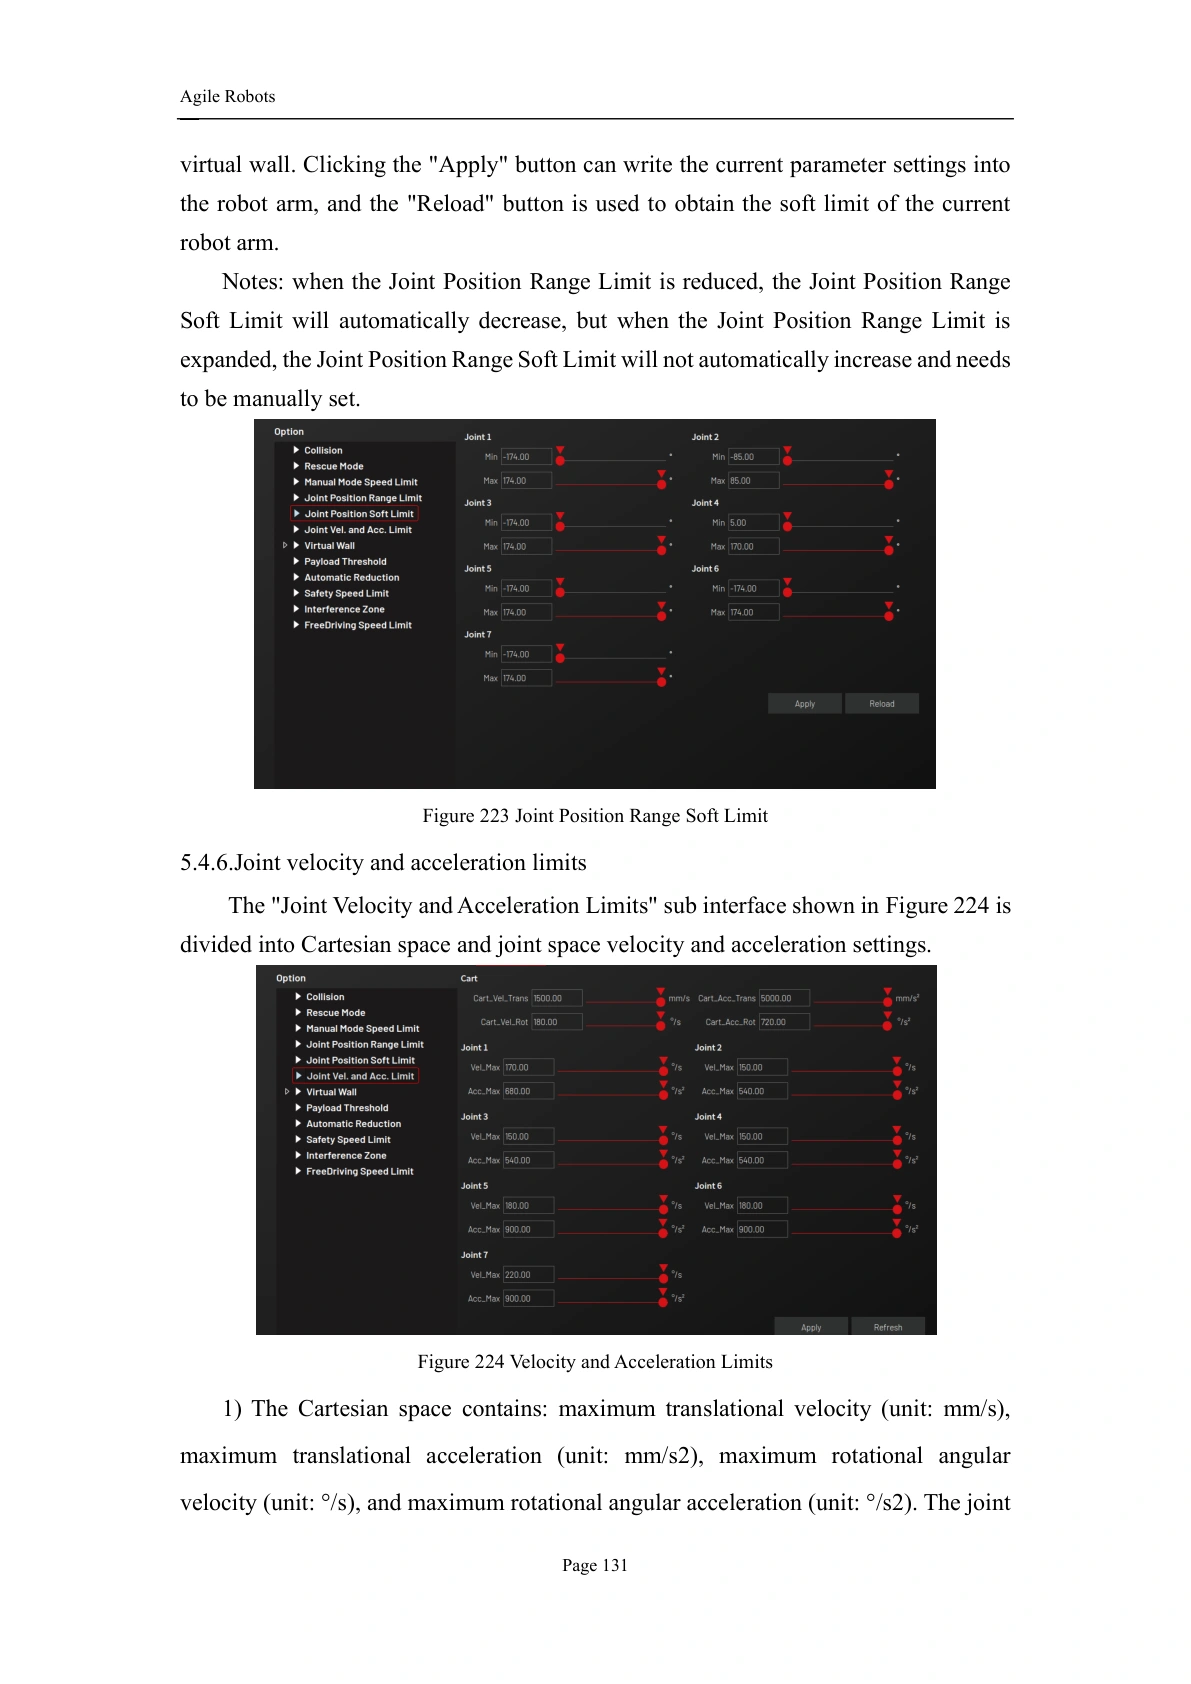 Agile Robots
virtual wall. Clicking the "Apply" button can write the current parameter settings into
the robot arm, and the "Reload" button is used to obtain the soft limit of the current
robot arm.
Notes: when the Joint Position Range Limit is reduced, the Joint Position Range
Soft Limit will automatically decrease, but when the Joint Position Range Limit is
expanded, the Joint Position Range Soft Limit will not automatically increase and needs
to be manually set.
Option
Collision
Rescue Mode
Manual Mode Speed Limit
Joint Position Range Limit
Joint Position Soft Limit
Joint Vel. and Acc. Limit
Virtual Wall
Payload Threshold
Automatic Reduction
Safety Speed Limit
Interference Zone
FreeDriving Speed Limit
Joint 1
Min -174.00 °
Max 174.00 °
Joint 2
Min -85.00 °
Max 85.00 °
Joint 3
Min -174.00 °
Max 174.00 °
Joint 4
Min 5.00 °
Max 170.00 °
Joint 5
Min -174.00 °
Max 174.00 °
Joint 6
Min -174.00 °
Max 174.00 °
Joint 7
Min -174.00 °
Max 174.00 °
Apply Reload
Figure 223 Joint Position Range Soft Limit
5.4.6.Joint velocity and acceleration limits
The "Joint Velocity and Acceleration Limits" sub interface shown in Figure 224 is
divided into Cartesian space and joint space velocity and acceleration settings.
Option
Collision
Rescue Mode
Manual Mode Speed Limit
Joint Position Range Limit
Joint Position Soft Limit
Joint Vel. and Acc. Limit
Virtual Wall
Payload Threshold
Automatic Reduction
Safety Speed Limit
Interference Zone
FreeDriving Speed Limit
Cart
Cart_Vel_Trans 1500.00 mm/s Cart_Acc_Trans 5000.00 mm/s²
Cart_Vel_Rot 180.00 °/s Cart_Acc_Rot 720.00 °/s²
Joint 1
Vel_Max 170.00 °/s
Acc_Max 680.00 °/s²
Joint 2
Vel_Max 150.00 °/s
Acc_Max 540.00 °/s²
Joint 3
Vel_Max 150.00 °/s
Acc_Max 540.00 °/s²
Joint 4
Vel_Max 150.00 °/s
Acc_Max 540.00 °/s²
Joint 5
Vel_Max 180.00 °/s
Acc_Max 900.00 °/s²
Joint 6
Vel_Max 180.00 °/s
Acc_Max 900.00 °/s²
Joint 7
Vel_Max 220.00 °/s
Acc_Max 900.00 °/s²
Apply Refresh
Figure 224 Velocity and Acceleration Limits
1) The Cartesian space contains: maximum translational velocity (unit: mm/s),
maximum translational acceleration (unit: mm/s2), maximum rotational angular
velocity (unit: °/s), and maximum rotational angular acceleration (unit: °/s2). The joint
Page 131